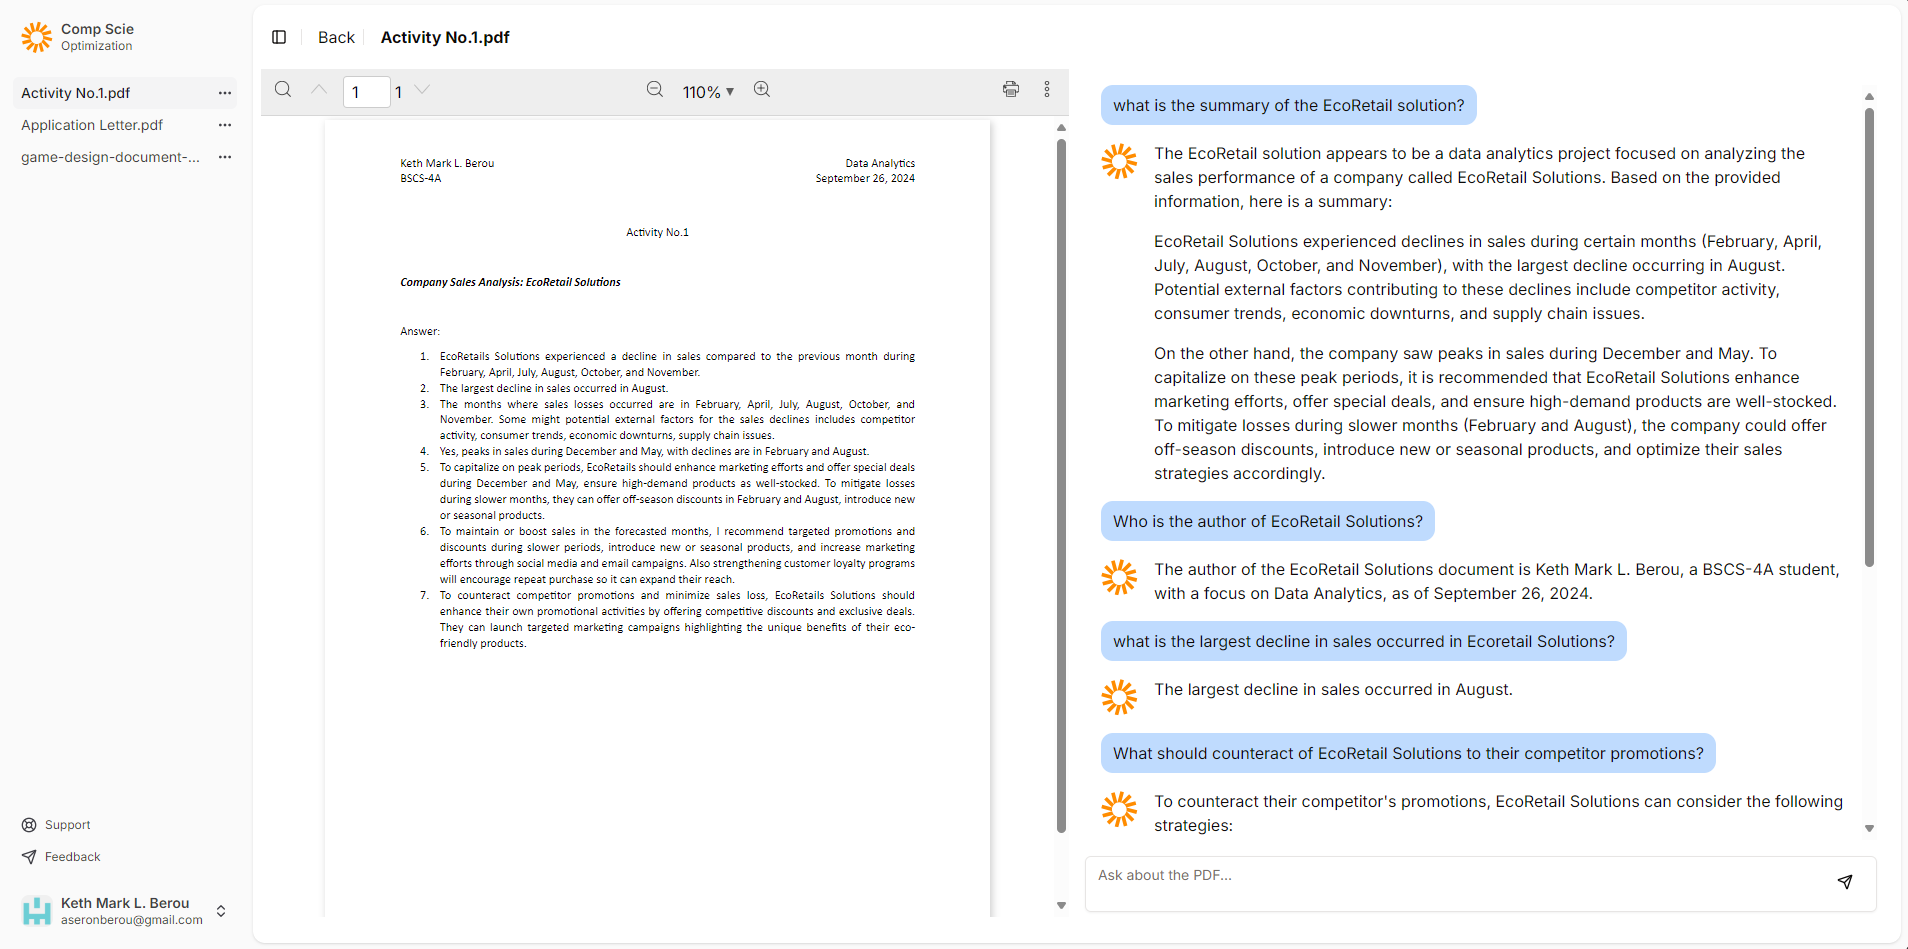 Comp Scie
Optimization
Activity No.1.pdf
Application Letter.pdf
game-design-document-...
Support
Feedback
Keth Mark L. Berou
aseronberou@gmail.com
Back
Activity No.1.pdf
1
1
110%
Keth Mark L. Berou
Data Analytics
BSCS-4A
September 26, 2024
Activity No.1
Company Sales Analysis: EcoRetail Solutions
Answer:
1. EcoRetails Solutions experienced a decline in sales compared to the previous month during
February, April, July, August, October, and November.
2. The largest decline in sales occurred in August.
3. The months where sales losses occurred are in February, April, July, August, October, and
November. Some might potential external factors for the sales declines includes competitor
activity, consumer trends, economic downturns, supply chain issues.
4. Yes, peaks in sales during December and May, with declines are in February and August.
5. To capitalize on peak periods, EcoRetails should enhance marketing efforts and offer special deals
during December and May, ensure high-demand products as well-stocked. To mitigate losses
during slower months, they can offer off-season discounts in February and August, introduce new
or seasonal products.
6. To maintain or boost sales in the forecasted months, I recommend targeted promotions and
discounts during slower periods, introduce new or seasonal products, and increase marketing
efforts through social media and email campaigns. Also strengthening customer loyalty programs
will encourage repeat purchase so it can expand their reach.
7. To counteract competitor promotions and minimize sales loss, EcoRetails Solutions should
enhance their own promotional activities by offering competitive discounts and exclusive deals.
They can launch targeted marketing campaigns highlighting the unique benefits of their eco-
friendly products.
what is the summary of the EcoRetail solution?
The EcoRetail solution appears to be a data analytics project focused on analyzing the
sales performance of a company called EcoRetail Solutions. Based on the provided
information, here is a summary:
EcoRetail Solutions experienced declines in sales during certain months (February, April,
July, August, October, and November), with the largest decline occurring in August.
Potential external factors contributing to these declines include competitor activity,
consumer trends, economic downturns, and supply chain issues.
On the other hand, the company saw peaks in sales during December and May. To
capitalize on these peak periods, it is recommended that EcoRetail Solutions enhance
marketing efforts, offer special deals, and ensure high-demand products are well-stocked.
To mitigate losses during slower months (February and August), the company could offer
off-season discounts, introduce new or seasonal products, and optimize their sales
strategies accordingly.
Who is the author of EcoRetail Solutions?
The author of the EcoRetail Solutions document is Keth Mark L. Berou, a BSCS-4A student,
with a focus on Data Analytics, as of September 26, 2024.
what is the largest decline in sales occurred in Ecoretail Solutions?
The largest decline in sales occurred in August.
What should counteract of EcoRetail Solutions to their competitor promotions?
To counteract their competitor's promotions, EcoRetail Solutions can consider the following
strategies:
Ask about the PDF...